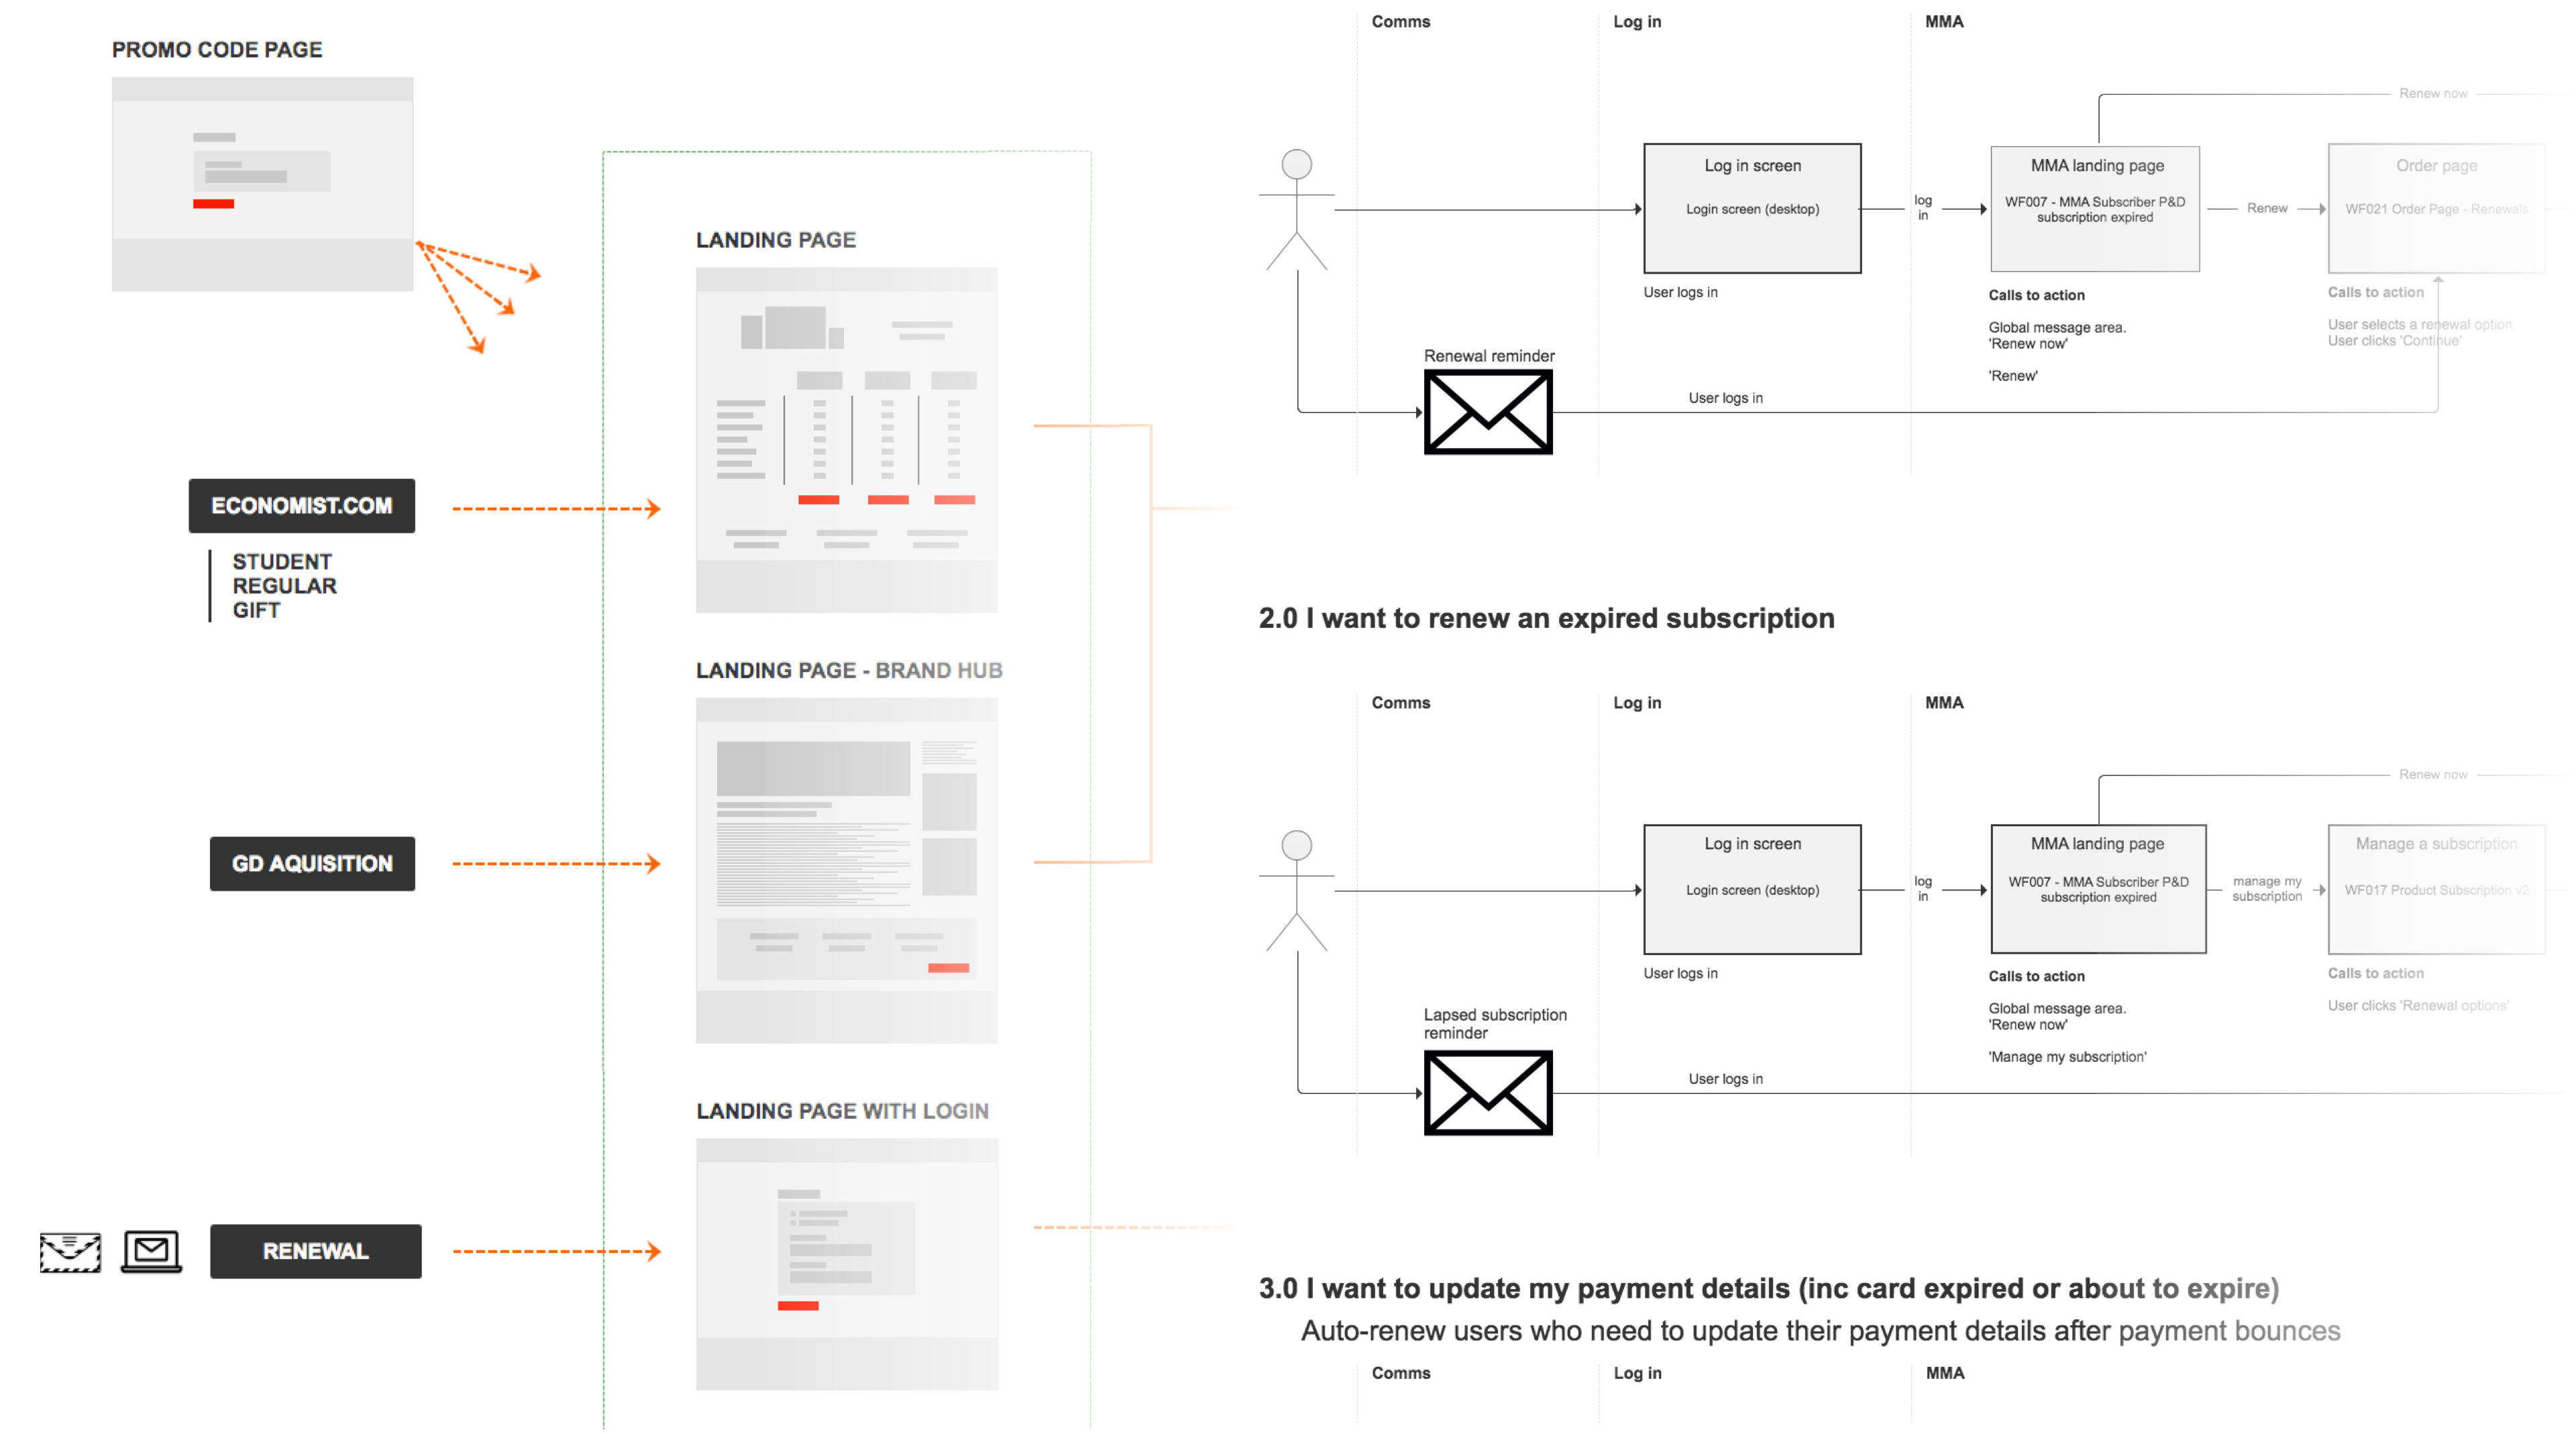 PROMO CODE PAGE
LANDING PAGE
ECONOMIST.COM
STUDENT
REGULAR
GIFT
LANDING PAGE - BRAND HUB
GD AQUISITION
LANDING PAGE WITH LOGIN
RENEWAL
Comms
Log in
MMA
Renew now
Log in screen
Login screen (desktop)
log
in
MMA landing page
WF007 - MMA Subscriber P&D
subscription expired
Renew
Order page
WF021 Order Page - Renewals
User logs in
Calls to action
Global message area.
'Renew now'
'Renew'
Calls to action
User selects a renewal option
User clicks 'Continue'
Renewal reminder
User logs in
2.0 I want to renew an expired subscription
Comms
Log in
MMA
Renew now
Log in screen
Login screen (desktop)
log
in
MMA landing page
WF007 - MMA Subscriber P&D
subscription expired
manage my
subscription
Manage a subscription
WF017 Product Subscription v2
User logs in
Calls to action
Global message area.
'Renew now'
'Manage my subscription'
Calls to action
User clicks 'Renewal options'
Lapsed subscription
reminder
User logs in
3.0 I want to update my payment details (inc card expired or about to expire)
Auto-renew users who need to update their payment details after payment bounces
Comms
Log in
MMA